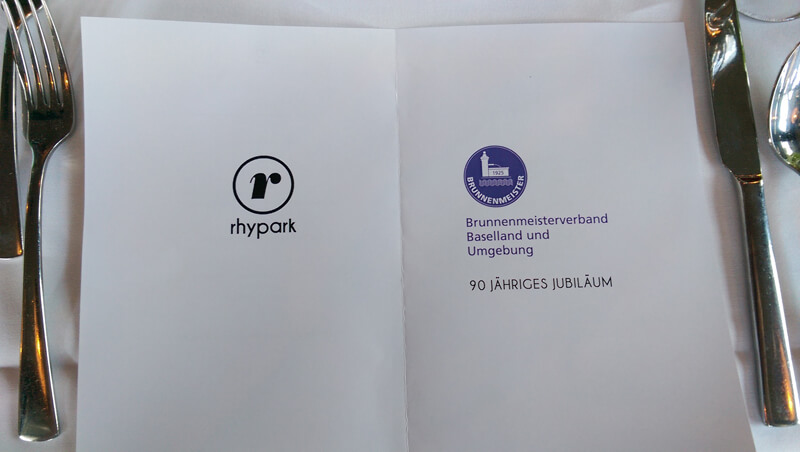 r
rhypark
1925
BRUNNENMEISTER
Brunnenmeisterverband
Baselland und
Umgebung
90 JÄHRIGES JUBILÄUM